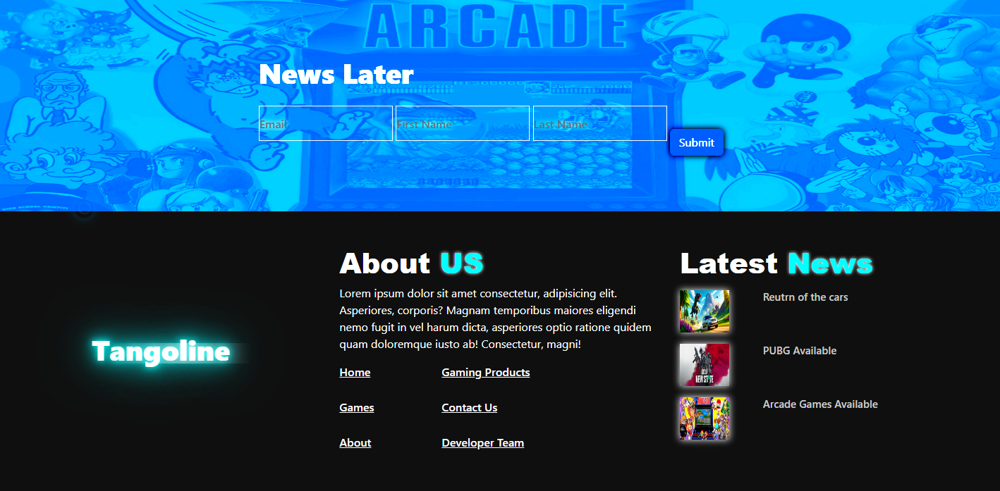 ARCADE
News Later
Email
First Name
Last Name
Submit
Tangoline
About US
Lorem ipsum dolor sit amet consectetur, adipisicing elit.
Asperiores, corporis? Magnam temporibus maiores eligendi
nemo fugit in vel harum dicta, asperiores optio ratione quidem
quam doloremque iusto ab! Consectetur, magni!
Home
Gaming Products
Games
Contact Us
About
Developer Team
Latest News
Reutrn of the cars
NEW STATE
PUBG Available
ARCADE
Arcade Games Available